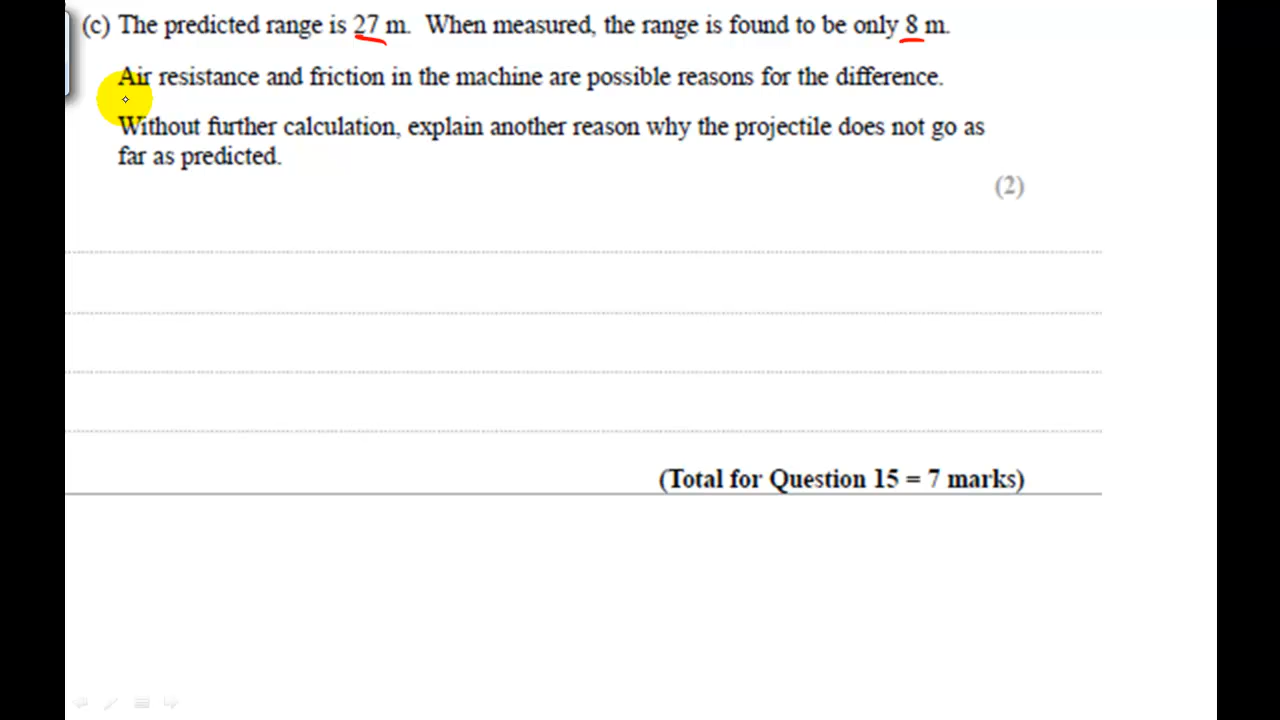 (c) The predicted range is 27 m. When measured, the range is found to be only 8 m.
Air resistance and friction in the machine are possible reasons for the difference.
Without further calculation, explain another reason why the projectile does not go as
far as predicted.
(2)
(Total for Question 15 = 7 marks)